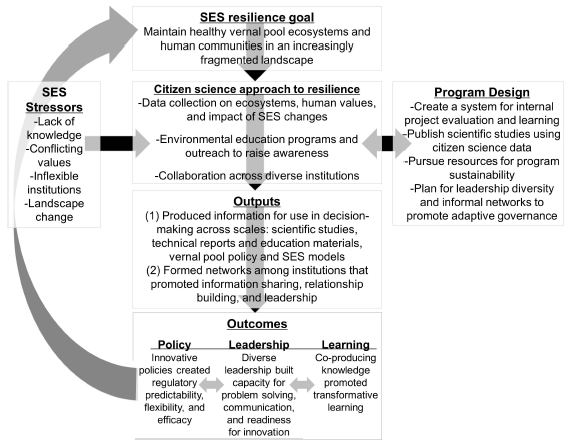 SES resilience goal
Maintain healthy vernal pool ecosystems and
human communities in an increasingly
fragmented landscape
SES
Stressors
-Lack of
knowledge
-Conflicting
values
-Inflexible
institutions
-Landscape
change
Citizen science approach to resilience
-Data collection on ecosystems, human values,
and impact of SES changes
-Environmental education programs and
outreach to raise awareness
-Collaboration across diverse institutions
Program Design
-Create a system for internal
project evaluation and learning
-Publish scientific studies using
citizen science data
-Pursue resources for program
sustainability
-Plan for leadership diversity
and informal networks to
promote adaptive governance
Outputs
(1) Produced information for use in decision-
making across scales: scientific studies,
technical reports and education materials,
vernal pool policy and SES models
(2) Formed networks among institutions that
promoted information sharing, relationship
building, and leadership
Outcomes
Policy
Innovative
policies created
regulatory
predictability,
flexibility, and
efficacy
Leadership
Diverse
leadership built
capacity for
problem solving,
communication,
and readiness
for innovation
Learning
Co-producing
knowledge
promoted
transformative
learning